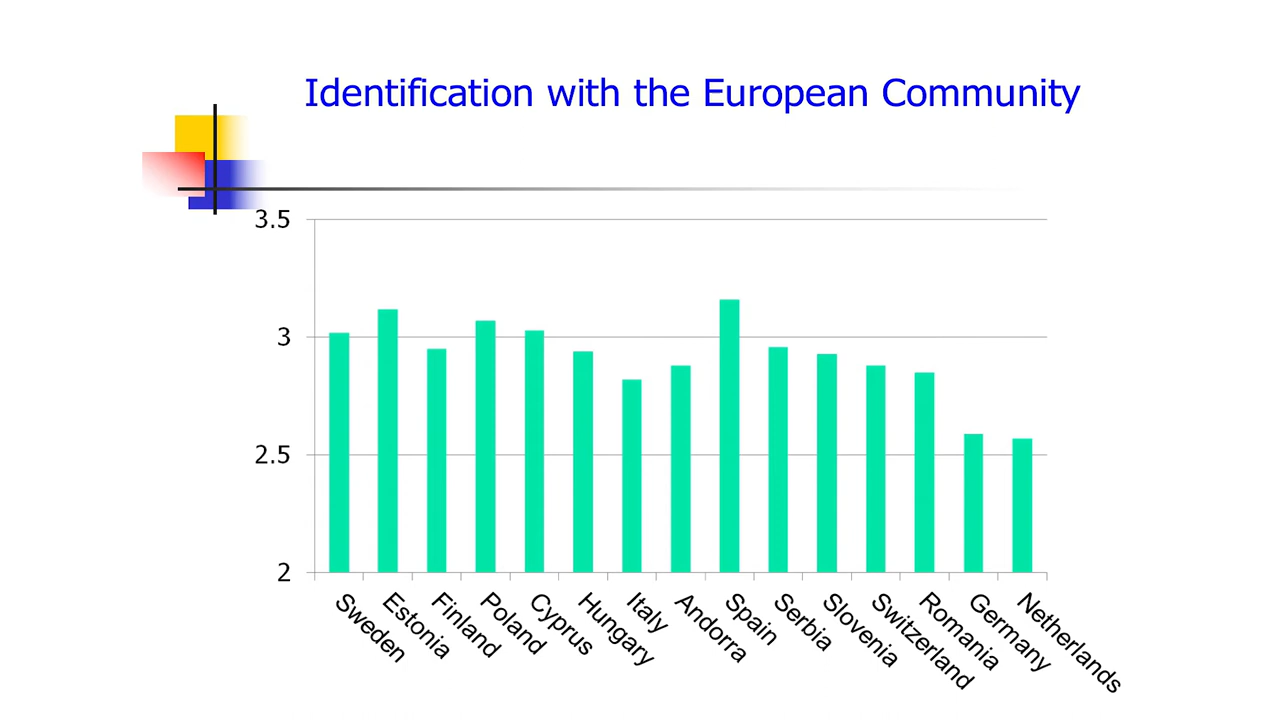 Identification with the European Community
3.5
3
2.5
2
Sweden
Estonia
Finland
Poland
Cyprus
Hungary
Italy
Andorra
Spain
Serbia
Slovenia
Switzerland
Romania
Germany
Netherlands